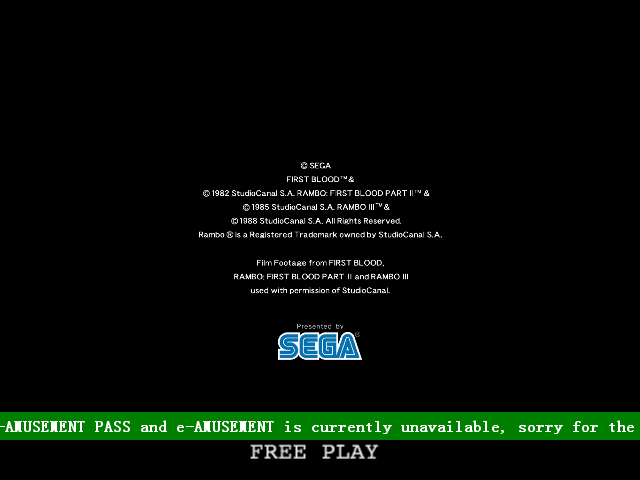 © SEGA
FIRST BLOOD™ &
© 1982 StudioCanal S.A. RAMBO: FIRST BLOOD PART II™ &
© 1985 StudioCanal S.A. RAMBO III™ &
© 1988 StudioCanal S.A. All Rights Reserved.
Rambo ® is a Registered Trademark owned by StudioCanal S.A.
Film Footage from FIRST BLOOD,
RAMBO: FIRST BLOOD PART II and RAMBO III
used with permission of StudioCanal.
Presented by
SEGA®
-AMUSEMENT PASS and e-AMUSEMENT is currently unavailable, sorry for the
FREE PLAY